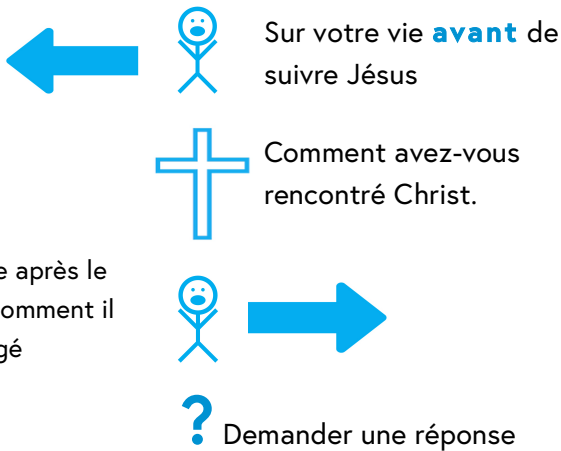 Sur votre vie avant de
suivre Jésus
Comment avez-vous
rencontré Christ.
après le
omment il
gé
? Demander une réponse